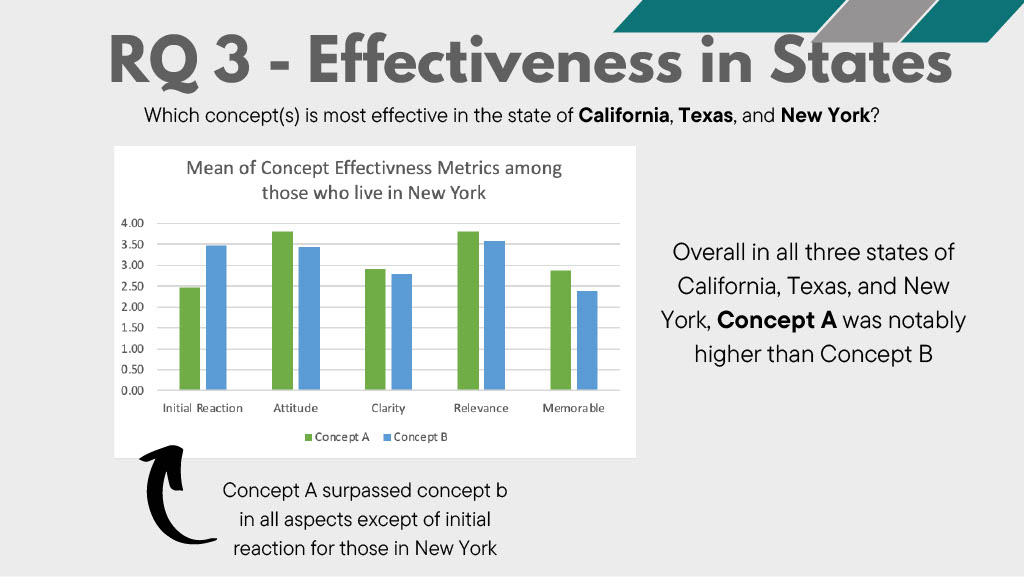 RQ 3 - Effectiveness in States
Which concept(s) is most effective in the state of California, Texas, and New York?
Mean of Concept Effectivness Metrics among
those who live in New York
4.00
3.50
3.00
2.50
2.00
1.50
1.00
0.50
0.00
Initial Reaction Attitude Clarity Relevance Memorable
Concept A Concept B
Overall in all three states of
California, Texas, and New
York, Concept A was notably
higher than Concept B
Concept A surpassed concept b
in all aspects except of initial
reaction for those in New York